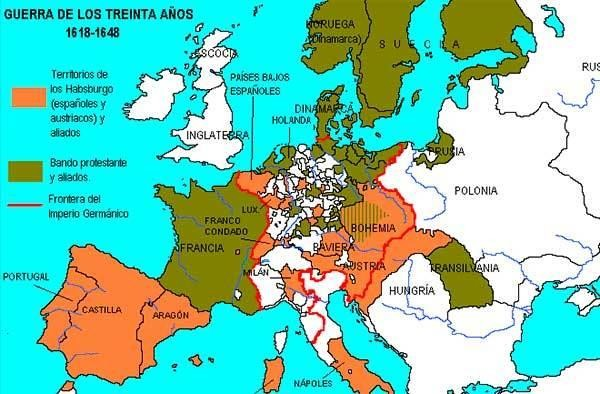 GUERRA DE LOS TREINTA AÑOS
1618-1648
Territorios de
los Habsburgo
(españoles y
austriacos) y
aliados
Bando protestante
y aliados.
Frontera del
Imperio Germánico
NORUEGA
(Dinamarca)
SUECIA
RUS
ESCOCIA
PAÍSES BAJOS
ESPAÑOLES
DINAMARCA
HOLANDA
INGLATERRA
PRUSIA
POLONIA
LUX.
FRANCO
CONDADO
FRANCIA
BOHEMIA
BAVIERA
AUSTRIA
TRANSILVANIA
MILÁN
HUNGRÍA
PORTUGAL
CASTILLA
ARAGÓN
NÁPOLES